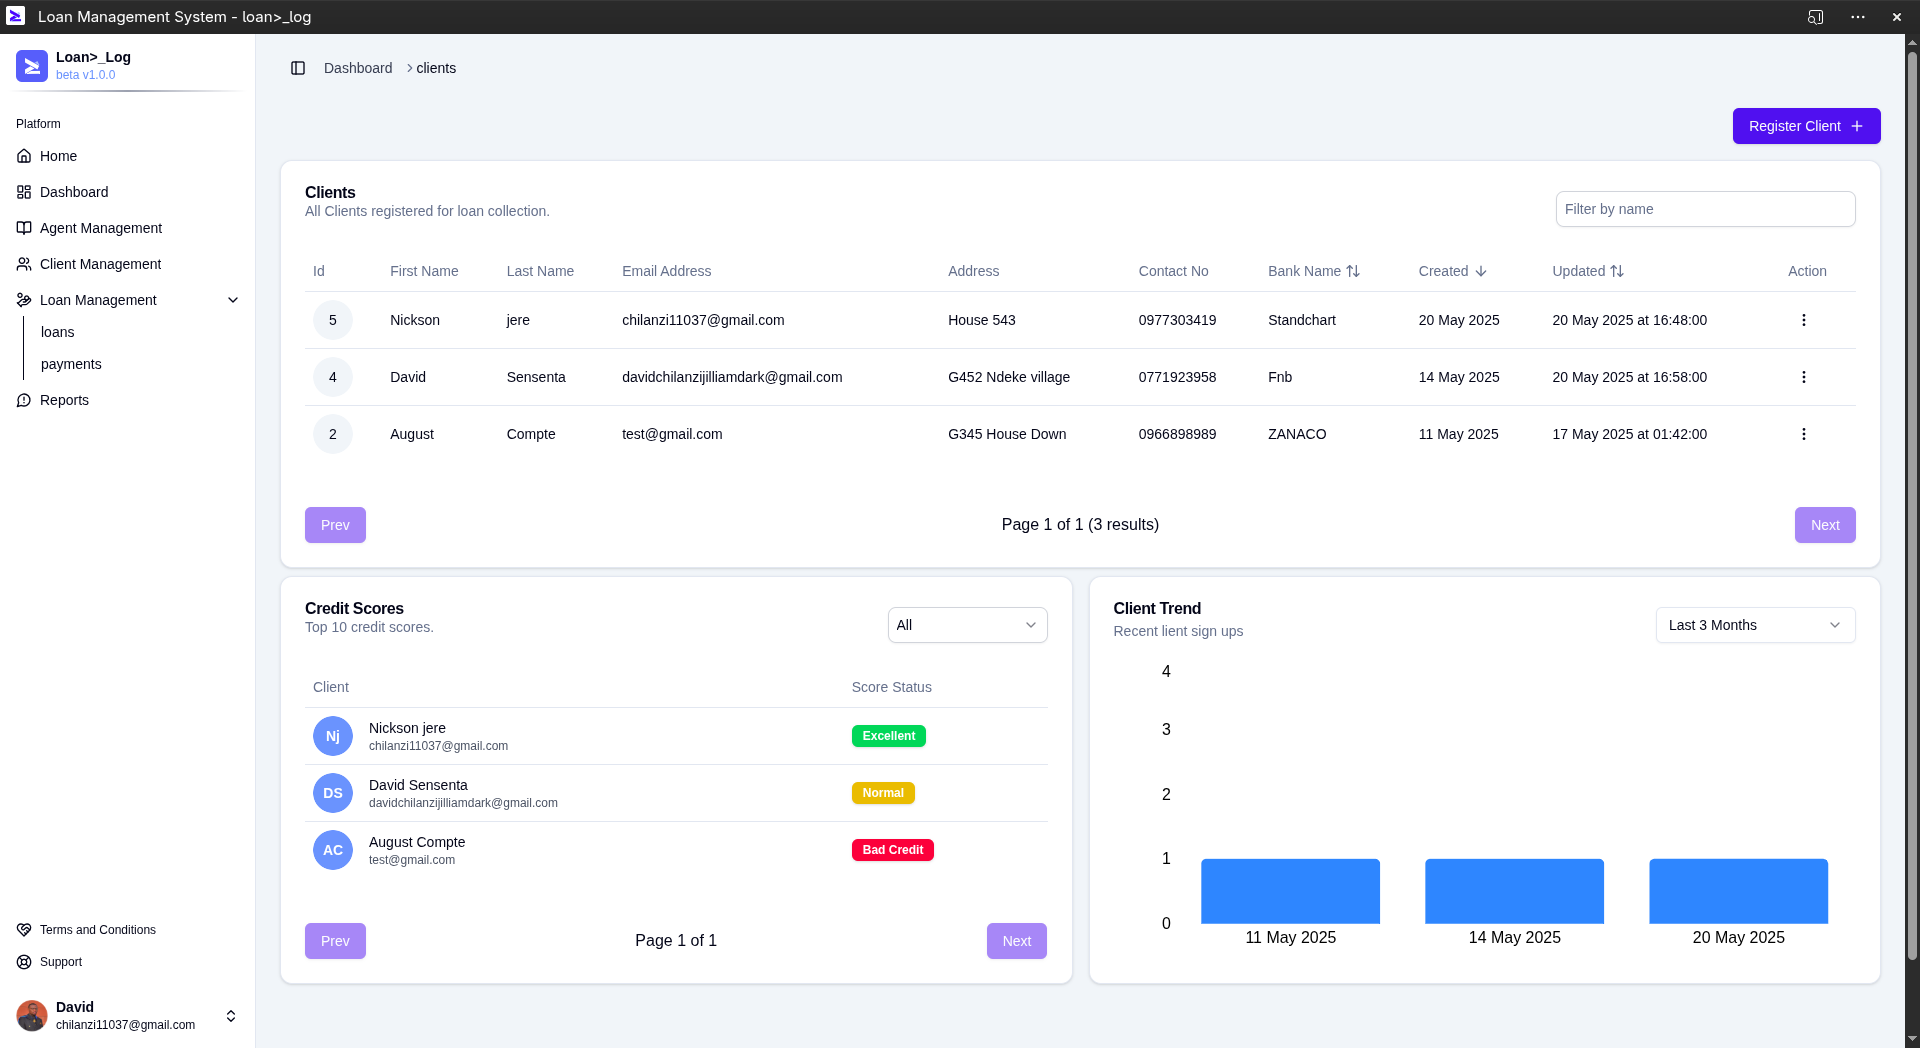 Loan Management System - loan>_log
Loan>_Log
beta v1.0.0
Platform
Home
Dashboard
Agent Management
Client Management
Loan Management
loans
payments
Reports
Terms and Conditions
Support
David
chilanzi11037@gmail.com
Dashboard > clients
Register Client +
Clients
All Clients registered for loan collection.
Filter by name
Id First Name Last Name Email Address Address Contact No Bank Name Created Updated Action
5 Nickson jere chilanzi11037@gmail.com House 543 0977303419 Standchart 20 May 2025 20 May 2025 at 16:48:00
4 David Sensenta davidchilanzijilliamdark@gmail.com G452 Ndeke village 0771923958 Fnb 14 May 2025 20 May 2025 at 16:58:00
2 August Compte test@gmail.com G345 House Down 0966898989 ZANACO 11 May 2025 17 May 2025 at 01:42:00
Prev Page 1 of 1 (3 results) Next
Credit Scores
Top 10 credit scores.
All
Client Score Status
Nj Nickson jere Excellent
chilanzi11037@gmail.com
DS David Sensenta Normal
davidchilanzijilliamdark@gmail.com
AC August Compte Bad Credit
test@gmail.com
Prev Page 1 of 1 Next
Client Trend
Recent lient sign ups
Last 3 Months
4
3
2
1
0
11 May 2025 14 May 2025 20 May 2025